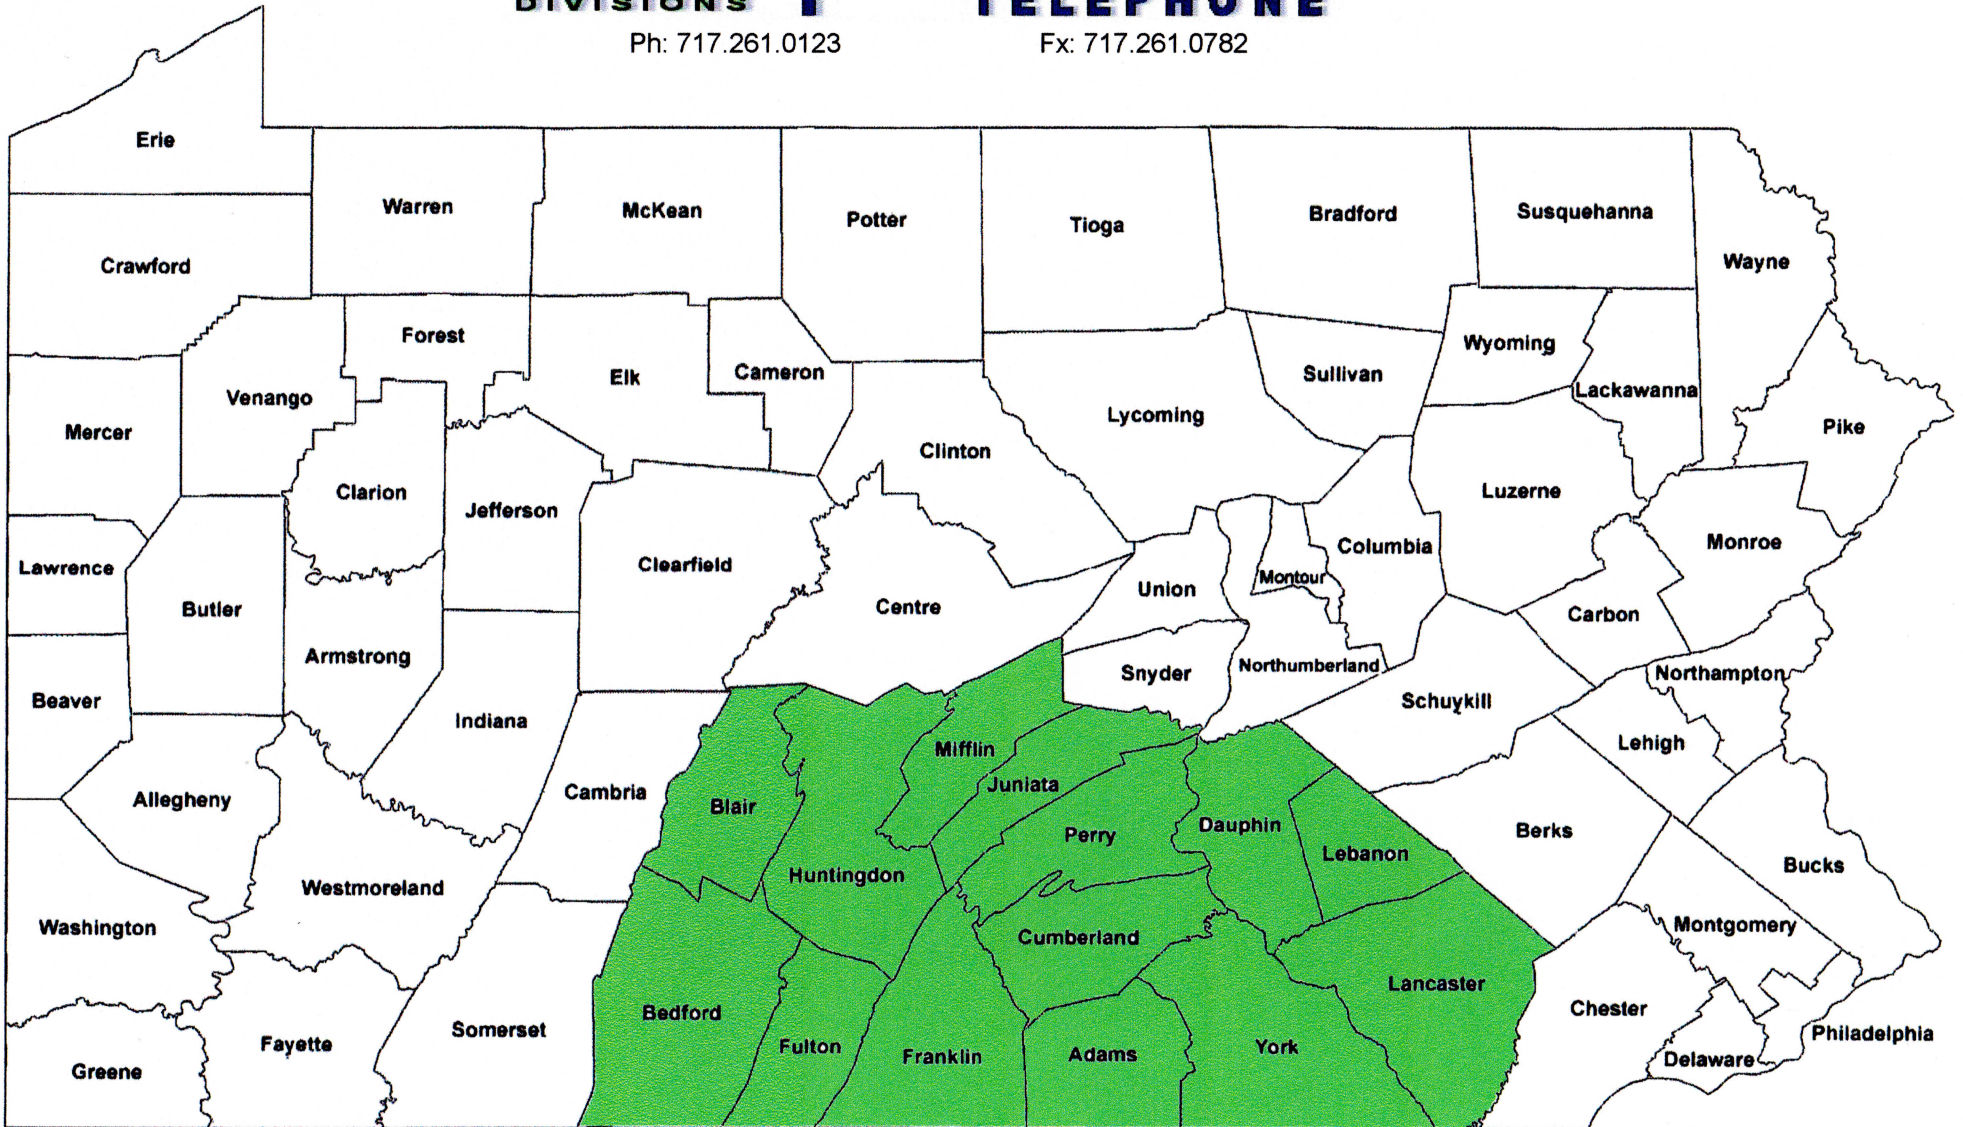 DIVISIONS TELEPHONE
Ph: 717.261.0123 Fx: 717.261.0782
Erie
Warren
McKean
Potter
Tioga
Bradford
Susquehanna
Wayne
Crawford
Forest
Elk
Cameron
Sullivan
Wyoming
Lackawanna
Venango
Mercer
Lycoming
Pike
Clinton
Clarion
Jefferson
Luzerne
Lawrence
Clearfield
Columbia
Monroe
Butler
Centre
Union
Montour
Carbon
Armstrong
Beaver
Indiana
Snyder
Northumberland
Schuykill
Northampton
Lehigh
Allegheny
Cambria
Blair
Mifflin
Juniata
Perry
Dauphin
Lebanon
Berks
Bucks
Westmoreland
Huntingdon
Washington
Cumberland
Montgomery
Lancaster
Bedford
Chester
Somerset
Fayette
Fulton
Franklin
Adams
York
Philadelphia
Delaware
Greene